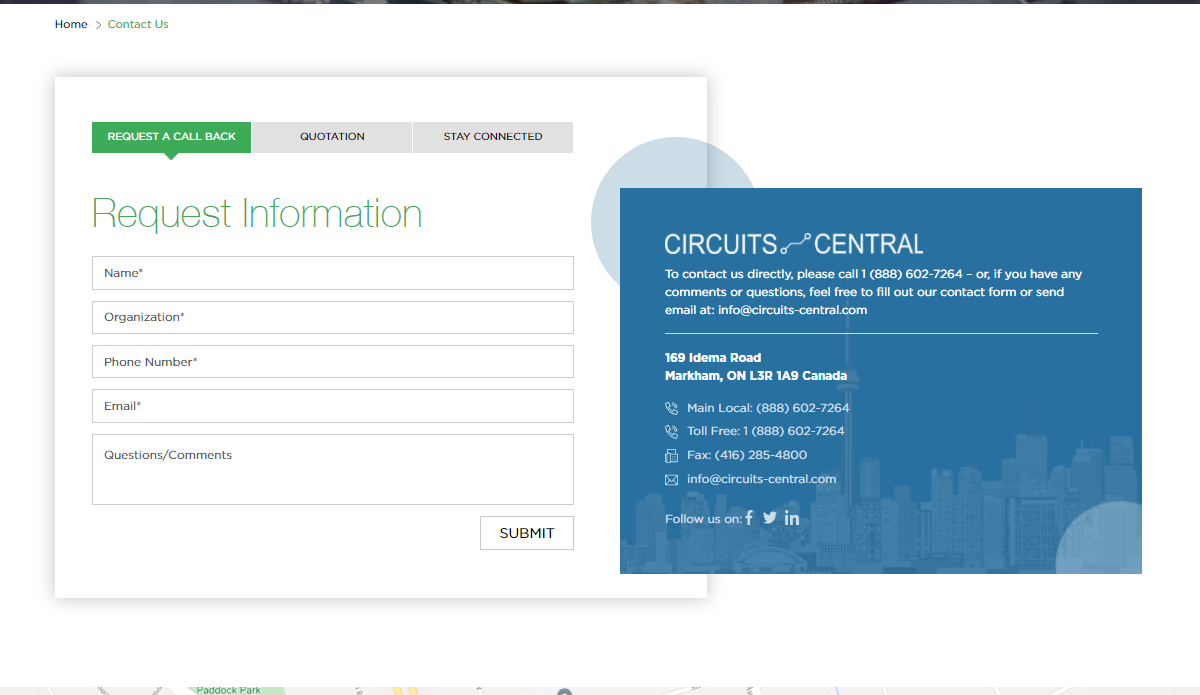 Home > Contact Us
REQUEST A CALL BACK
QUOTATION
STAY CONNECTED
Request Information
Name*
Organization*
Phone Number*
Email*
Questions/Comments
SUBMIT
CIRCUITS CENTRAL
To contact us directly, please call 1 (888) 602-7264 – or, if you have any
comments or questions, feel free to fill out our contact form or send
email at: info@circuits-central.com
169 Idema Road
Markham, ON L3R 1A9 Canada
Main Local: (888) 602-7264
Toll Free: 1 (888) 602-7264
Fax: (416) 285-4800
info@circuits-central.com
Follow us on:
Paddock Park